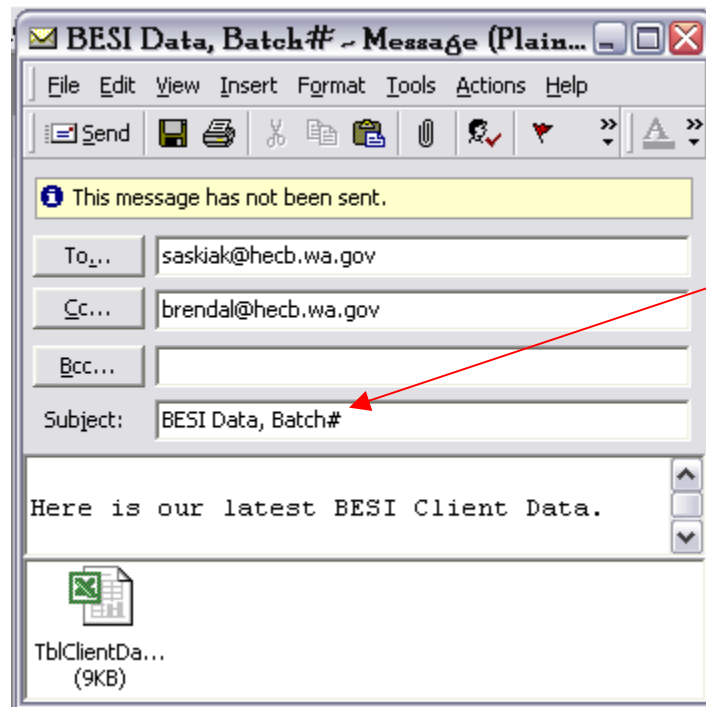 BESI Data, Batch# - Message (Plain...
File Edit View Insert Format Tools Actions Help
Send A
This message has not been sent.
To... saskiak@hecb.wa.gov
Cc... brendal@hecb.wa.gov
Bcc...
Subject: BESI Data, Batch#
Here is our latest BESI Client Data.
TblClientDa...
(9KB)